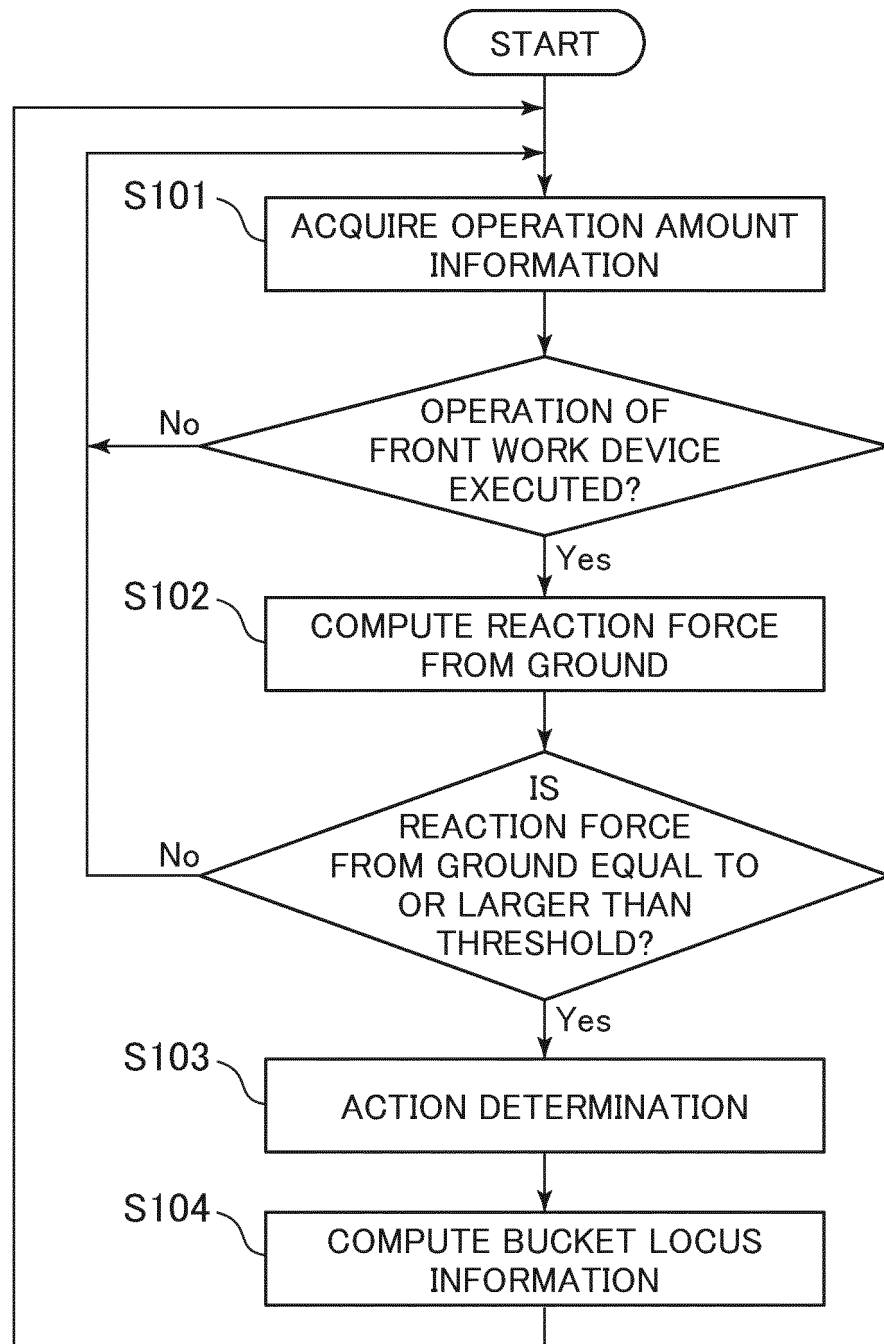 START
S101
ACQUIRE OPERATION AMOUNT
INFORMATION
No
OPERATION OF
FRONT WORK DEVICE
EXECUTED?
Yes
S102
COMPUTE REACTION FORCE
FROM GROUND
No
IS
REACTION FORCE
FROM GROUND EQUAL TO
OR LARGER THAN
THRESHOLD?
Yes
S103
ACTION DETERMINATION
S104
COMPUTE BUCKET LOCUS
INFORMATION